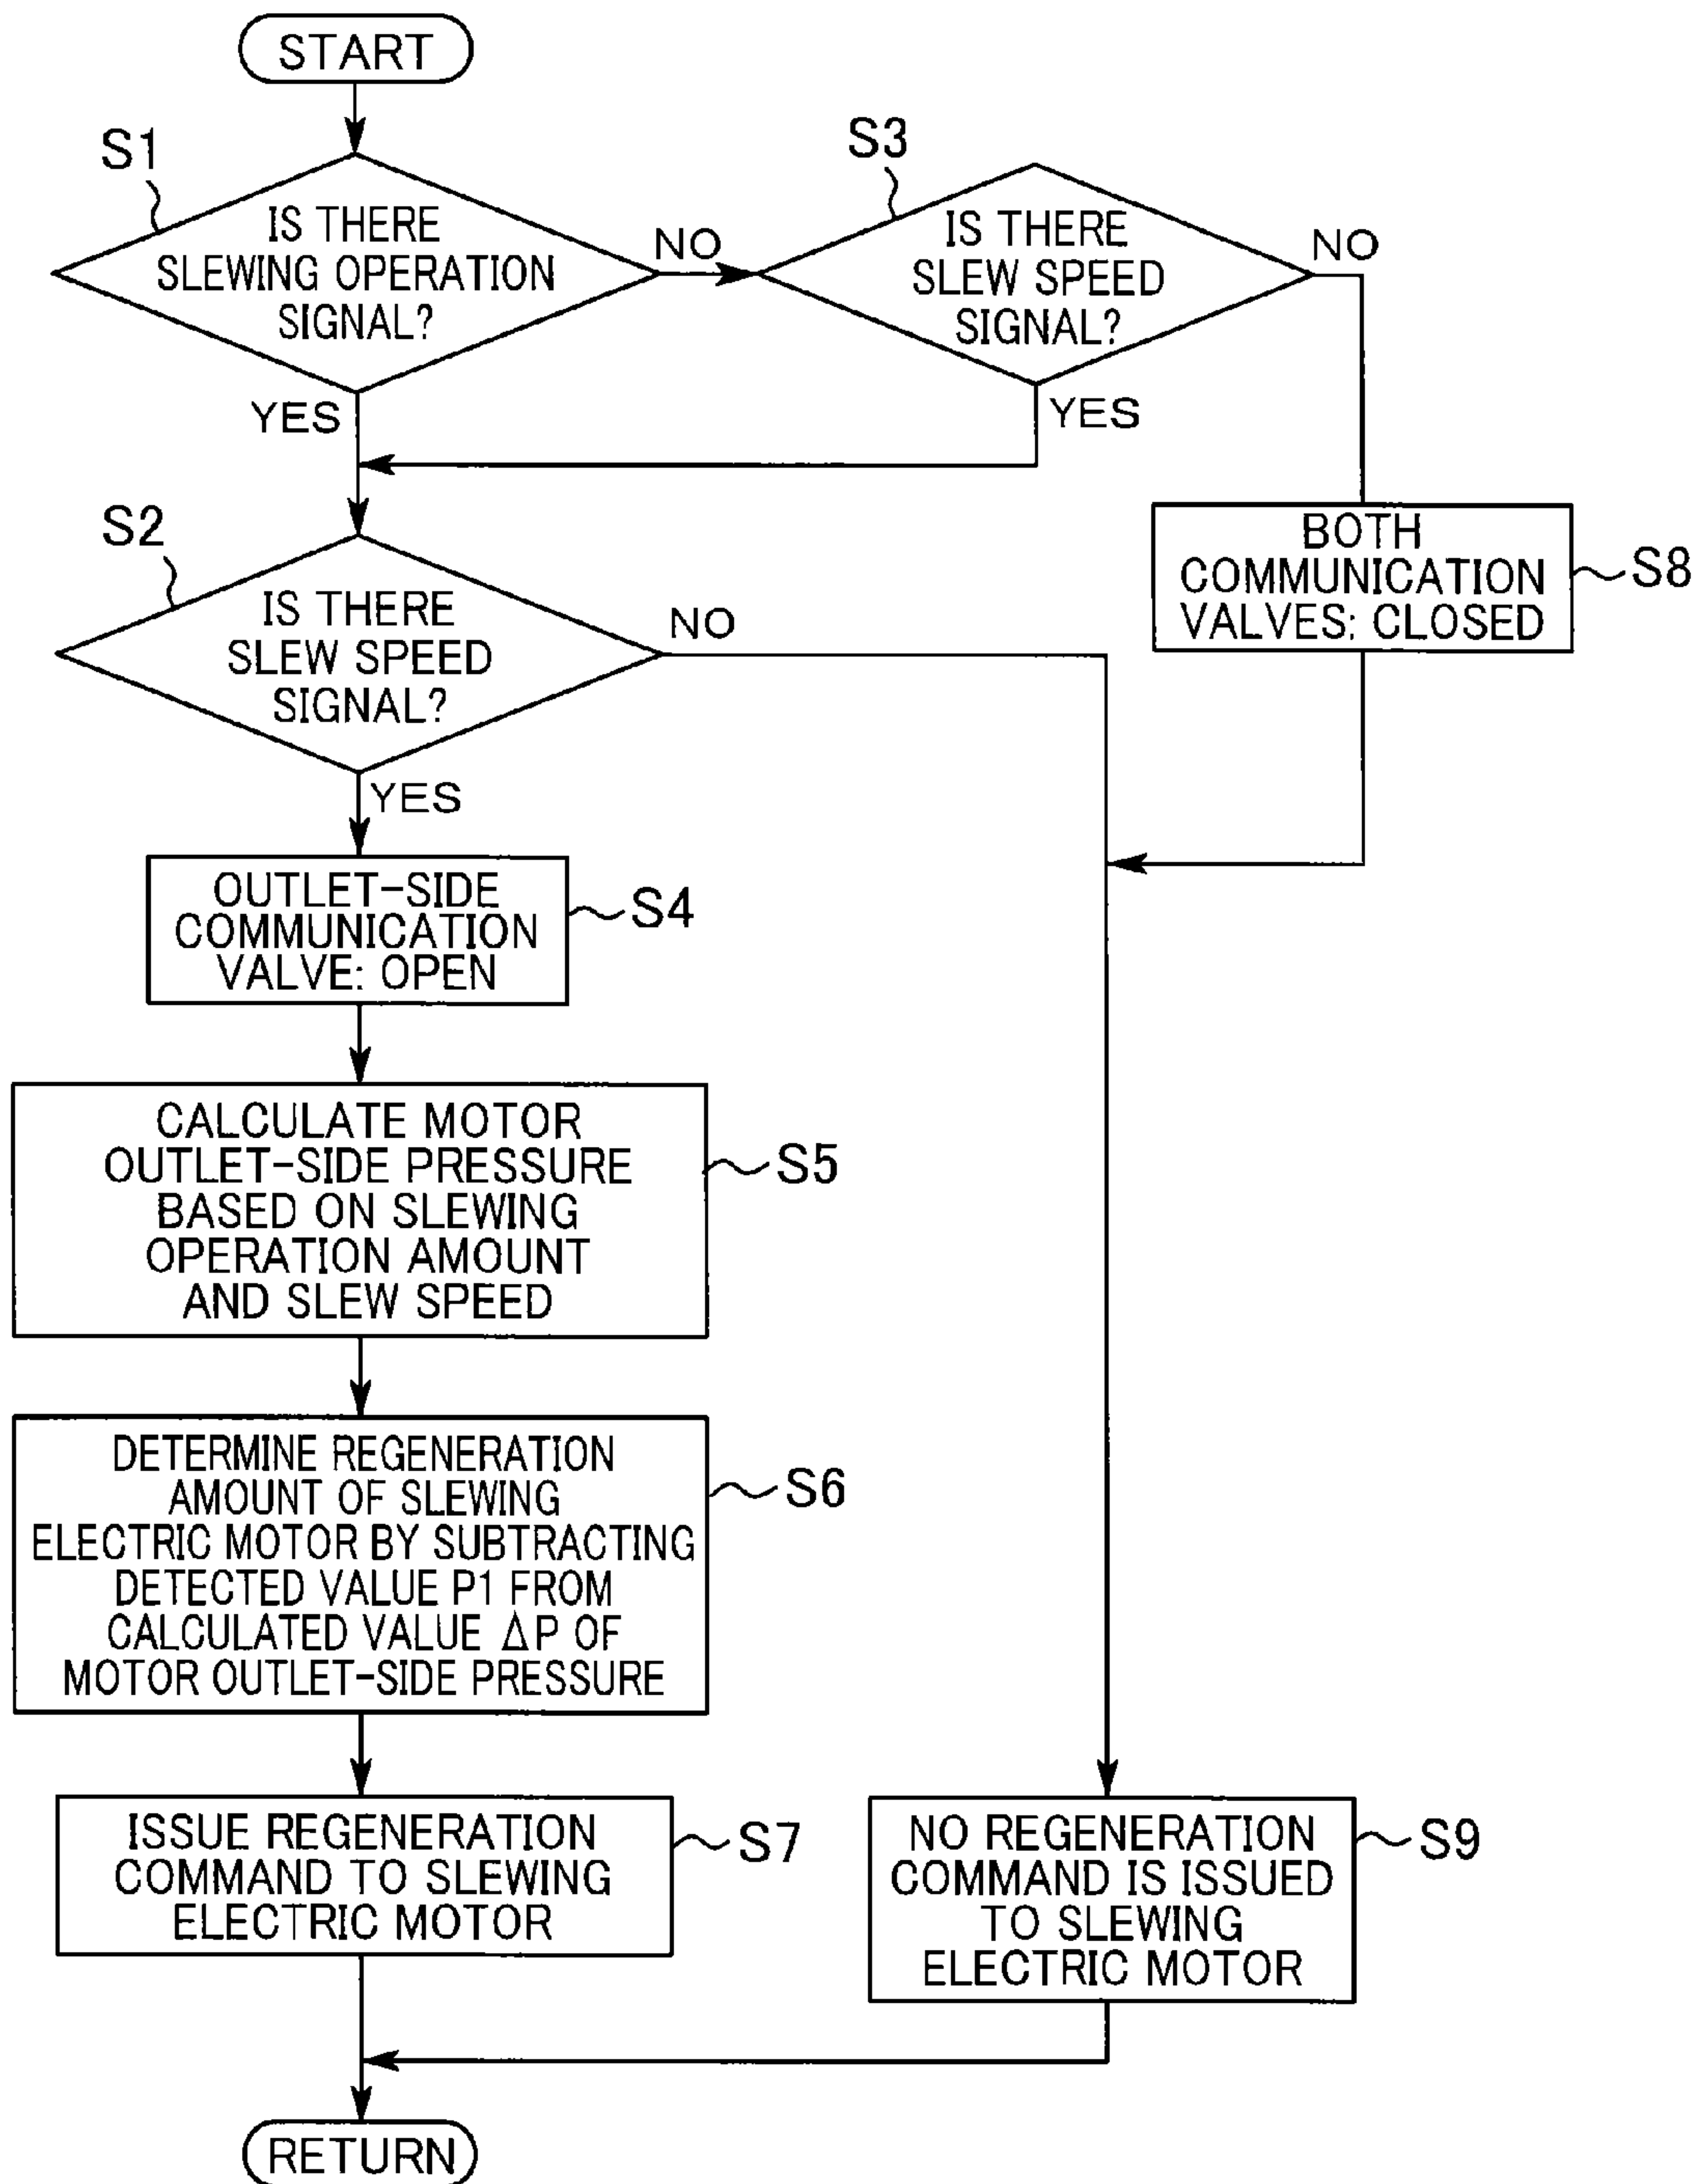 START
S1
IS THERE
SLEWING OPERATION
SIGNAL?
NO
YES
S3
IS THERE
SLEW SPEED
SIGNAL?
NO
YES
S2
IS THERE
SLEW SPEED
SIGNAL?
NO
YES
BOTH
COMMUNICATION
VALVES: CLOSED
S8
OUTLET-SIDE
COMMUNICATION
VALVE: OPEN
S4
CALCULATE MOTOR
OUTLET-SIDE PRESSURE
BASED ON SLEWING
OPERATION AMOUNT
AND SLEW SPEED
S5
DETERMINE REGENERATION
AMOUNT OF SLEWING
ELECTRIC MOTOR BY SUBTRACTING
DETECTED VALUE P1 FROM
CALCULATED VALUE ΔP OF
MOTOR OUTLET-SIDE PRESSURE
S6
ISSUE REGENERATION
COMMAND TO SLEWING
ELECTRIC MOTOR
S7
NO REGENERATION
COMMAND IS ISSUED
TO SLEWING
ELECTRIC MOTOR
S9
RETURN